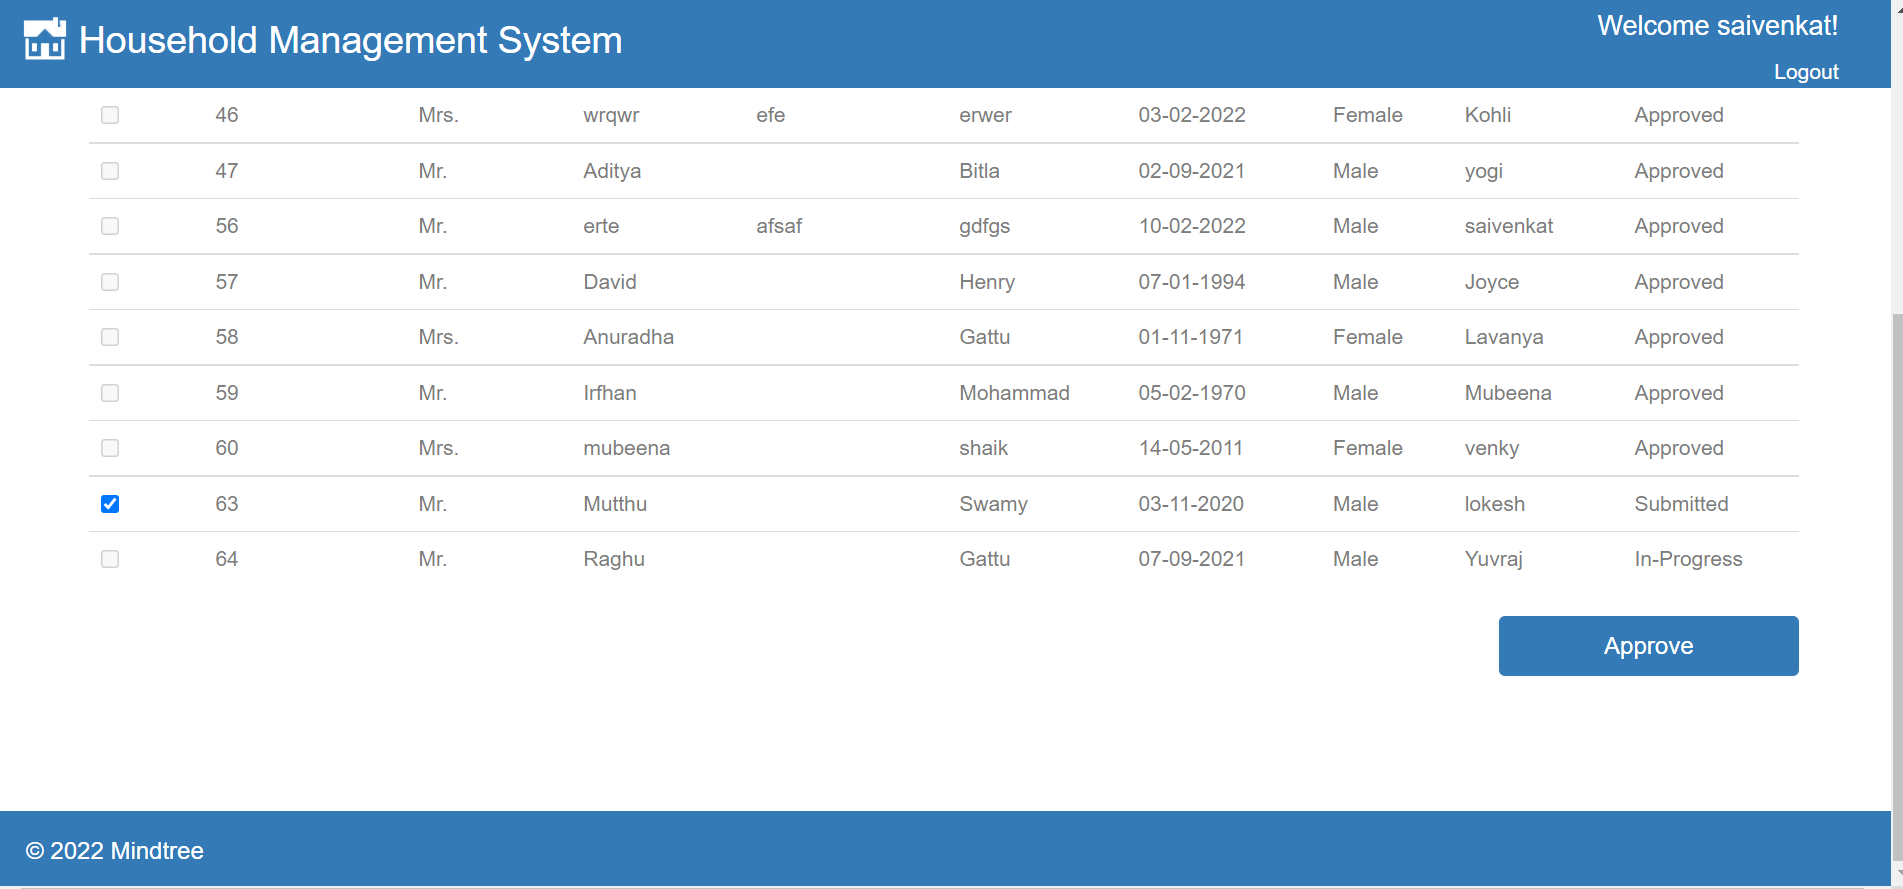 Household Management System
Welcome saivenkat!
Logout
46 Mrs. wrqwr efe erwer 03-02-2022 Female Kohli Approved
47 Mr. Aditya Bitla 02-09-2021 Male yogi Approved
56 Mr. erte afsaf gdfgs 10-02-2022 Male saivenkat Approved
57 Mr. David Henry 07-01-1994 Male Joyce Approved
58 Mrs. Anuradha Gattu 01-11-1971 Female Lavanya Approved
59 Mr. Irfhan Mohammad 05-02-1970 Male Mubeena Approved
60 Mrs. mubeena shaik 14-05-2011 Female venky Approved
63 Mr. Mutthu Swamy 03-11-2020 Male lokesh Submitted
64 Mr. Raghu Gattu 07-09-2021 Male Yuvraj In-Progress
Approve
© 2022 Mindtree